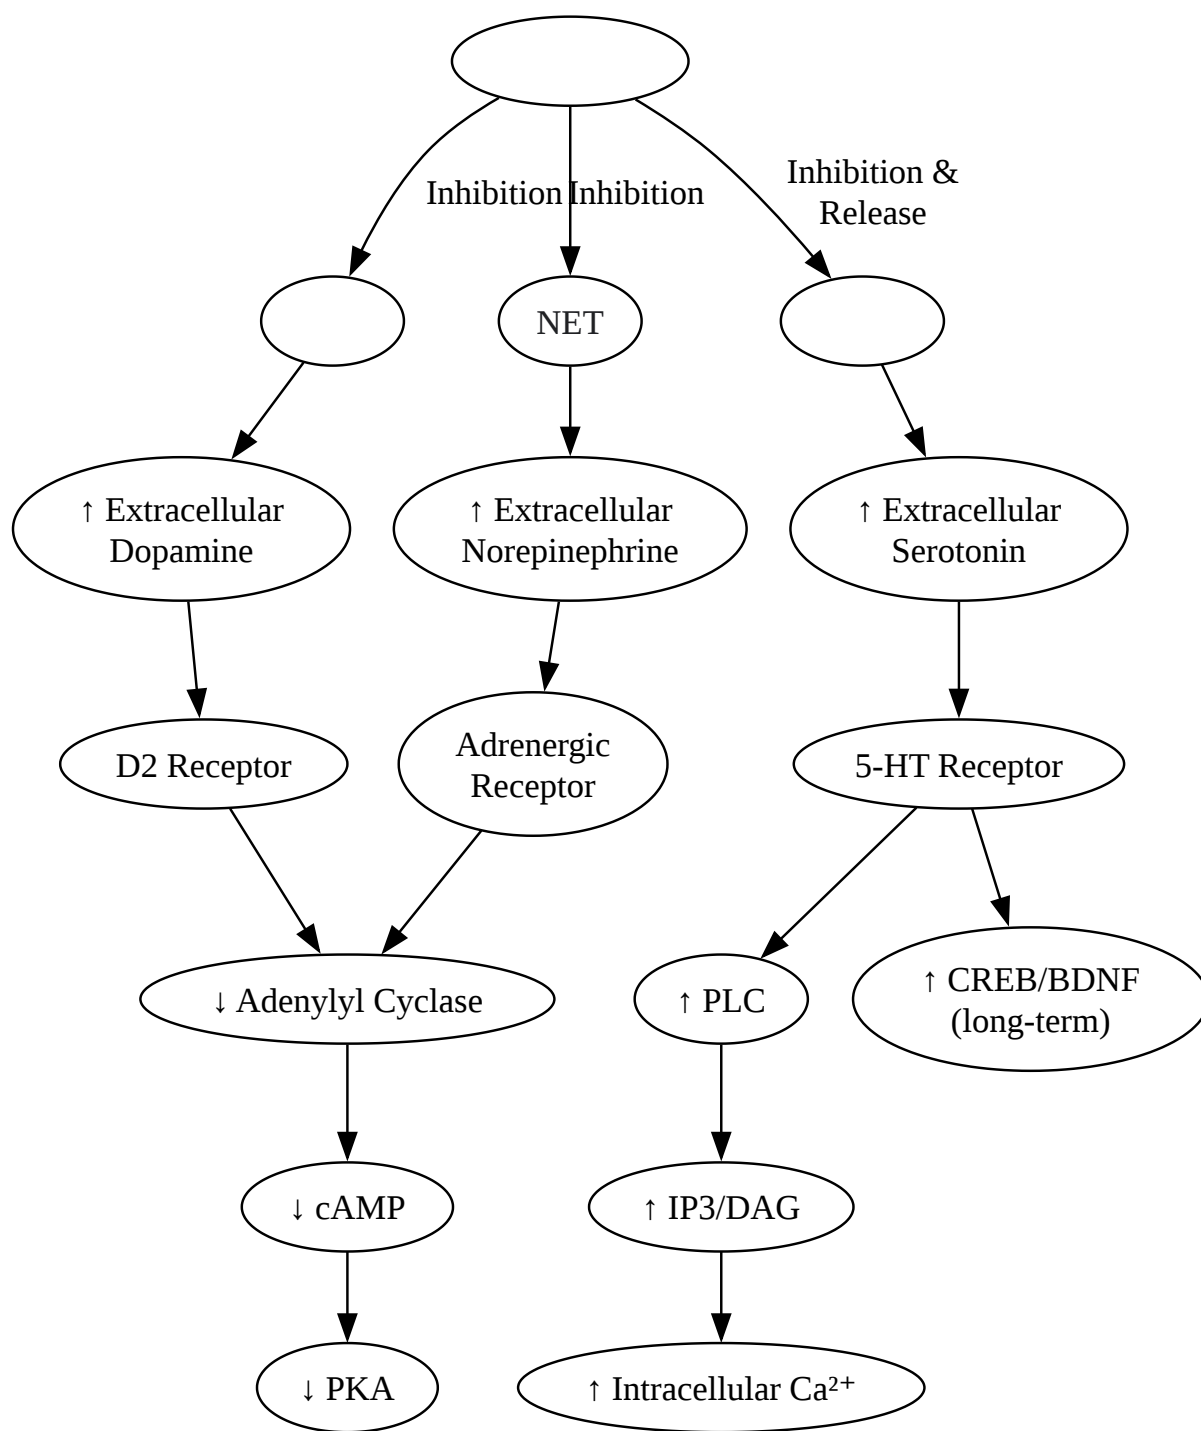 Inhibition
Inhibition
Inhibition &
Release
NET
↑ Extracellular
Dopamine
↑ Extracellular
Norepinephrine
↑ Extracellular
Serotonin
D2 Receptor
Adrenergic
Receptor
5-HT Receptor
↓ Adenylyl Cyclase
↑ PLC
↑ CREB/BDNF
(long-term)
↓ cAMP
↑ IP3/DAG
↓ PKA
↑ Intracellular Ca²⁺